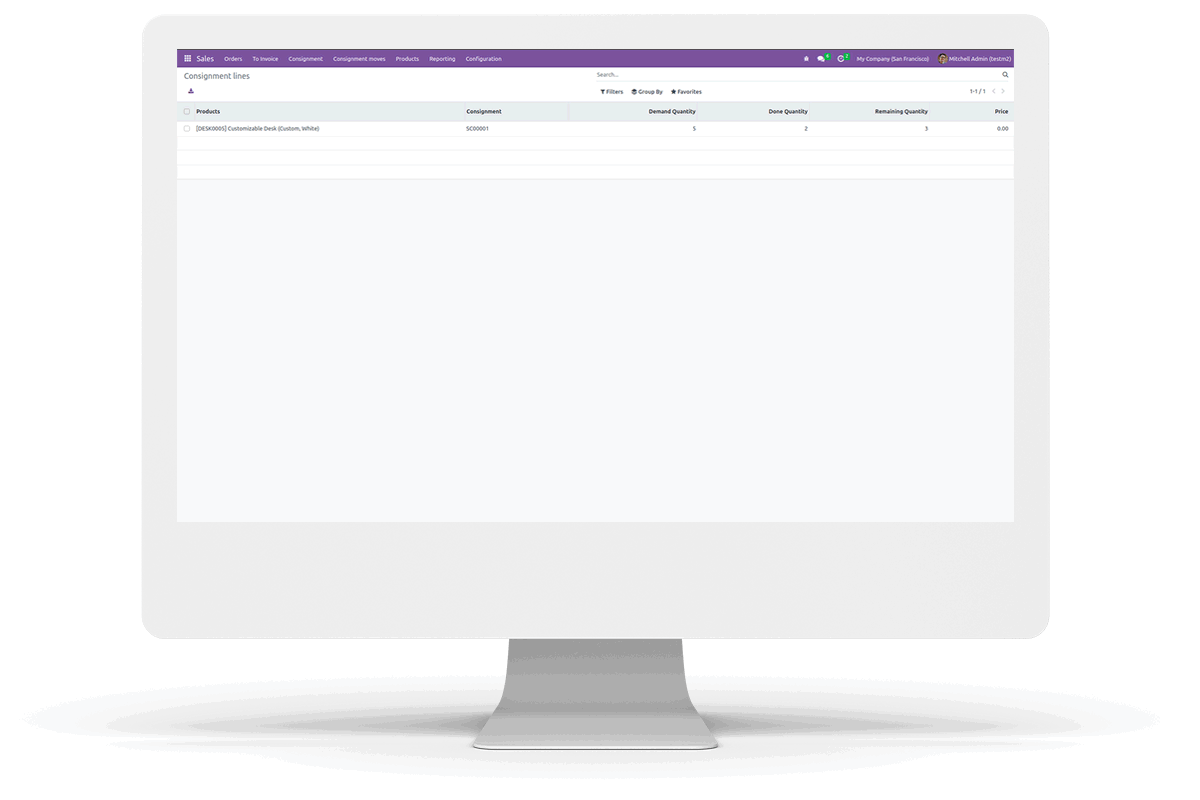 Sales Orders To Invoice Consignment Consignment moves Products Reporting Configuration My Company (San Francisco) Mitchell Admin (testm2)
Consignment lines Search...
Filters Group By Favorites 1-1 / 1
Products Consignment Demand Quantity Done Quantity Remaining Quantity Price
[DESK0005] Customizable Desk (Custom, White) SC00001 5 2 3 0.00